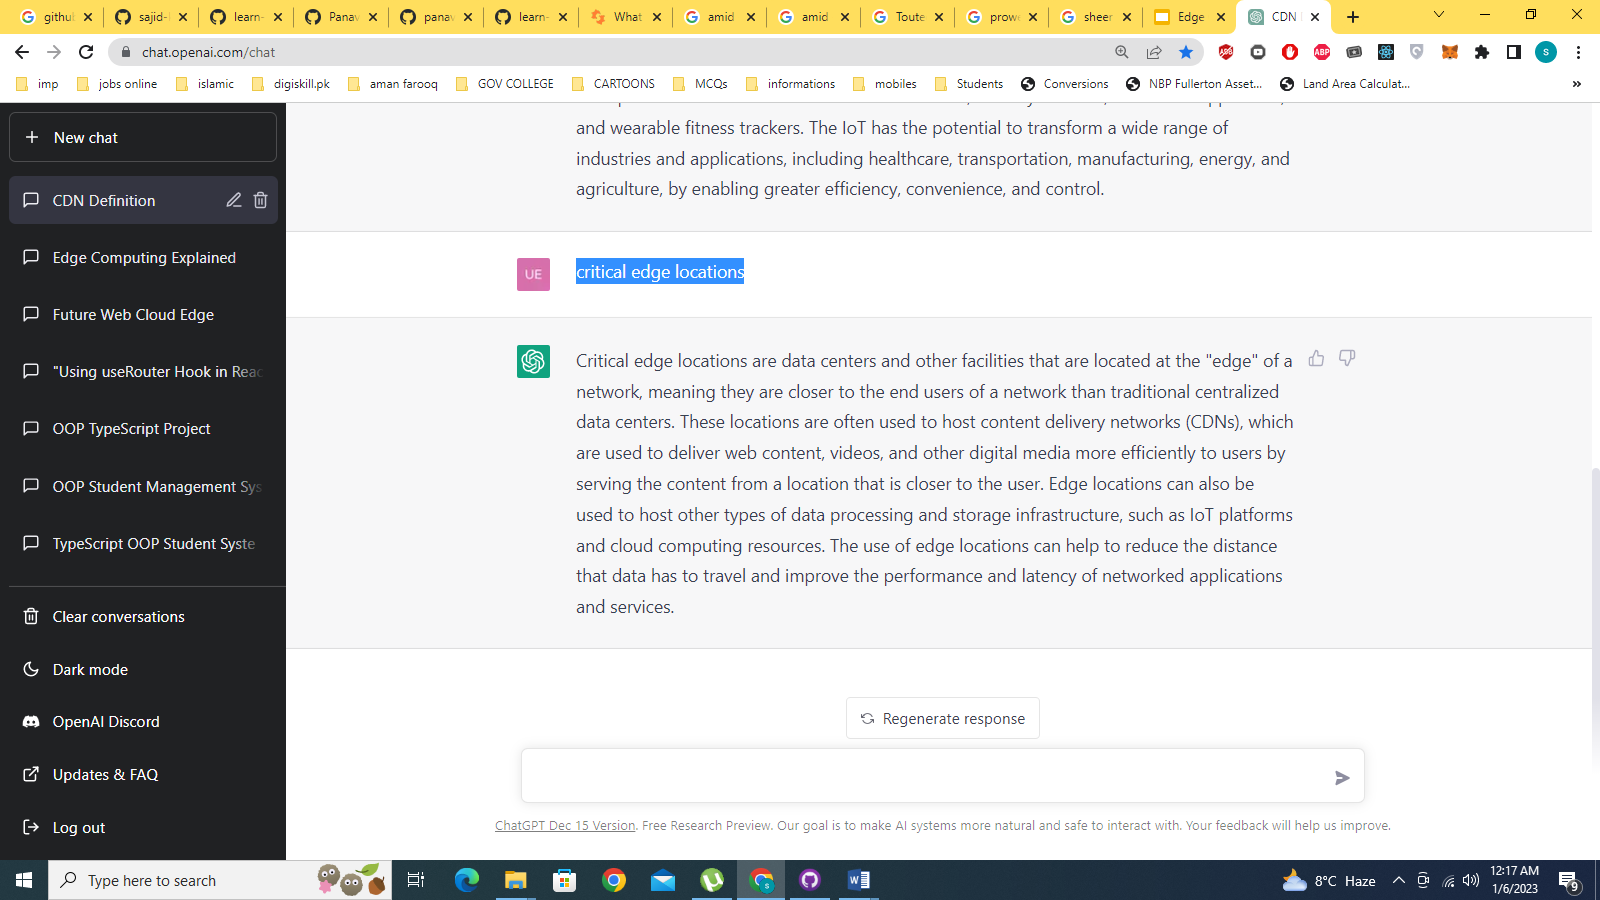 github
sajid-
learn-
Panav
panav
learn-
What
amid
amid
Toute
prowe
sheer
Edge
CDN
chat.openai.com/chat
imp
jobs online
islamic
digiskill.pk
aman farooq
GOV COLLEGE
CARTOONS
MCQs
informations
mobiles
Students
Conversions
NBP Fullerton Asset...
Land Area Calculat...
»
New chat
CDN Definition
Edge Computing Explained
Future Web Cloud Edge
"Using useRouter Hook in Reac
OOP TypeScript Project
OOP Student Management Sys
TypeScript OOP Student Syste
Clear conversations
Dark mode
OpenAI Discord
Updates & FAQ
Log out
and wearable fitness trackers. The IoT has the potential to transform a wide range of
industries and applications, including healthcare, transportation, manufacturing, energy, and
agriculture, by enabling greater efficiency, convenience, and control.
UE
critical edge locations
Critical edge locations are data centers and other facilities that are located at the "edge" of a
network, meaning they are closer to the end users of a network than traditional centralized
data centers. These locations are often used to host content delivery networks (CDNs), which
are used to deliver web content, videos, and other digital media more efficiently to users by
serving the content from a location that is closer to the user. Edge locations can also be
used to host other types of data processing and storage infrastructure, such as IoT platforms
and cloud computing resources. The use of edge locations can help to reduce the distance
that data has to travel and improve the performance and latency of networked applications
and services.
Regenerate response
ChatGPT Dec 15 Version. Free Research Preview. Our goal is to make AI systems more natural and safe to interact with. Your feedback will help us improve.
Type here to search
8°C Haze
12:17 AM
1/6/2023
9